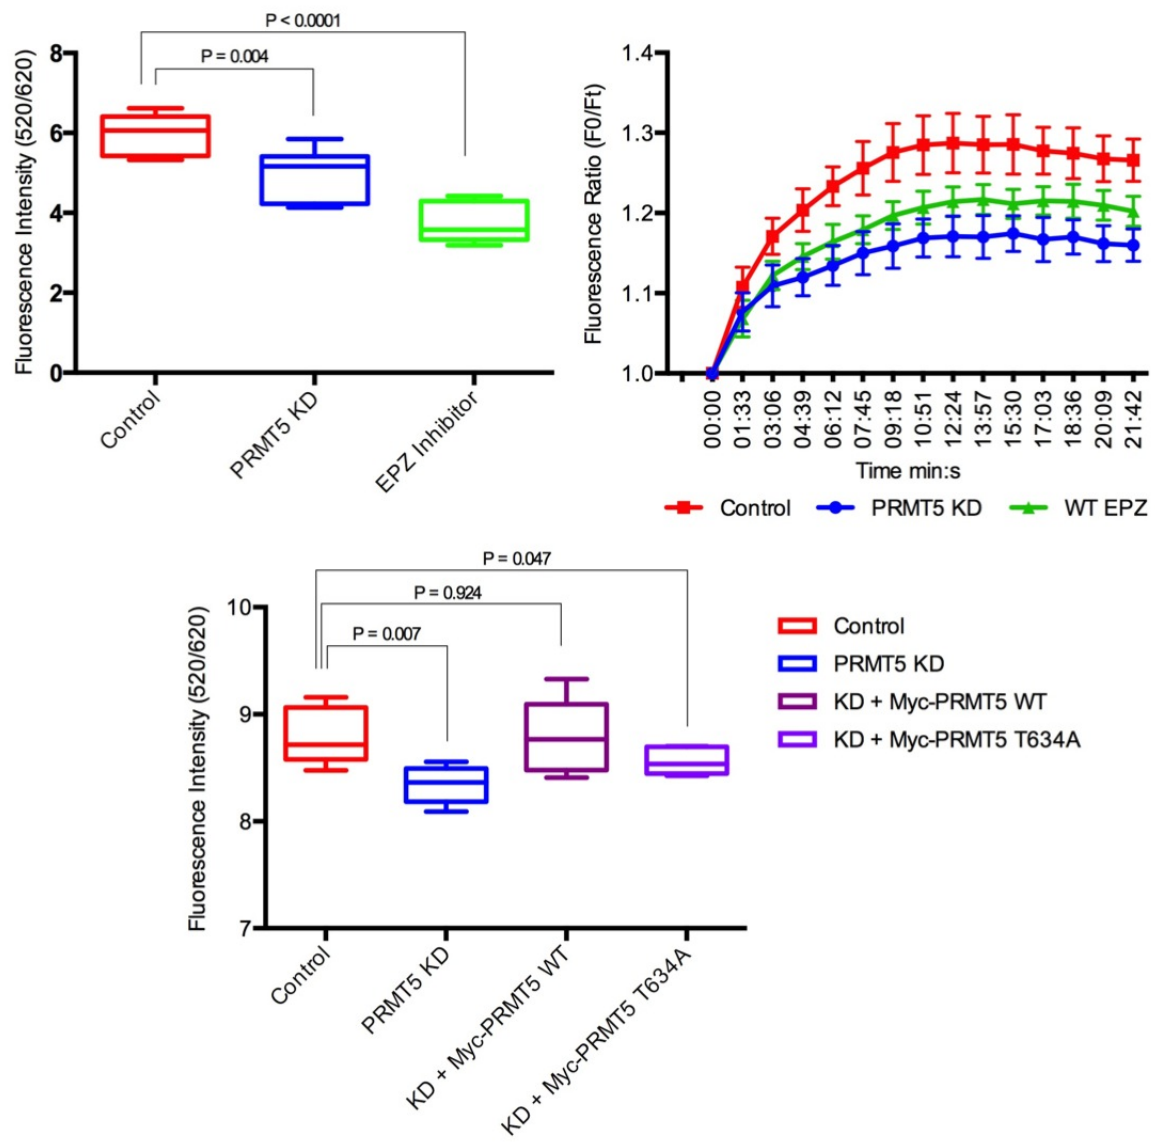 P < 0.0001
P = 0.004
Fluorescence Intensity (520/620)
8
6
4
2
0
Control
PRMT5 KD
EPZ Inhibitor
Fluorescence Ratio (F0/Ft)
1.4
1.3
1.2
1.1
1.0
00:00
01:33
03:06
04:39
06:12
07:45
09:18
10:51
12:24
13:57
15:30
17:03
18:36
20:09
21:42
Time min:s
Control PRMT5 KD WT EPZ
P = 0.047
P = 0.924
P = 0.007
Fluorescence Intensity (520/620)
10
9
8
7
Control
PRMT5 KD
KD + Myc-PRMT5 WT
KD + Myc-PRMT5 T634A
Control
PRMT5 KD
KD + Myc-PRMT5 WT
KD + Myc-PRMT5 T634A